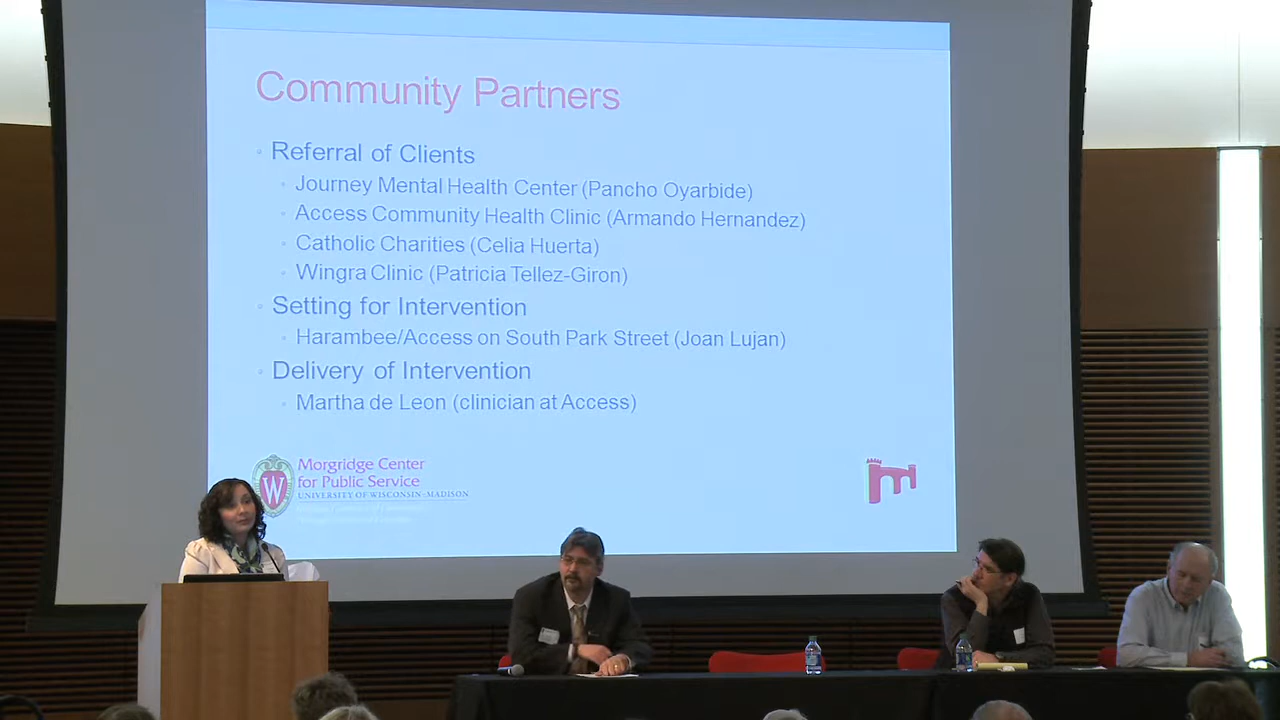 Community Partners
Referral of Clients
Journey Mental Health Center (Pancho Oyarbide)
Access Community Health Clinic (Armando Hernandez)
Catholic Charities (Celia Huerta)
Wingra Clinic (Patricia Tellez-Giron)
Setting for Intervention
Harambee/Access on South Park Street (Joan Lujan)
Delivery of Intervention
Martha de Leon (clinician at Access)
W
Morgridge Center
for Public Service
UNIVERSITY OF WISCONSIN-MADISON
m